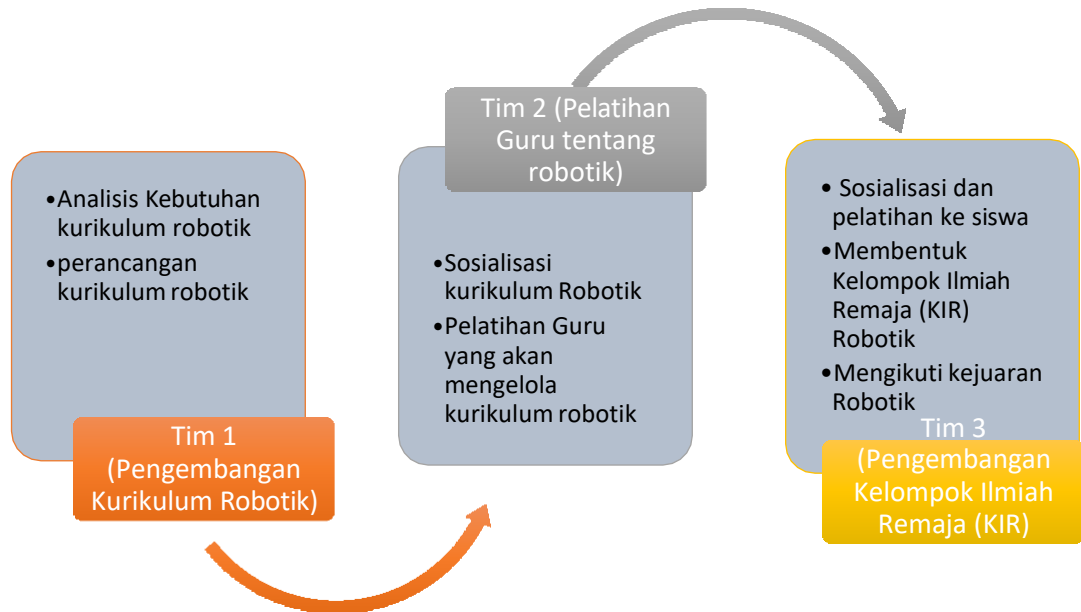 •Analisis Kebutuhan
kurikulum robotik
•perancangan
kurikulum robotik
Tim 1
(Pengembangan
Kurikulum Robotik)
Tim 2 (Pelatihan
Guru tentang
robotik)
•Sosialisasi
kurikulum Robotik
•Pelatihan Guru
yang akan
mengelola
kurikulum robotik
• Sosialisasi dan
pelatihan ke siswa
•Membentuk
Kelompok Ilmiah
Remaja (KIR)
Robotik
•Mengikuti kejuaran
Robotik
Tim 3
(Pengembangan
Kelompok Ilmiah
Remaja (KIR)